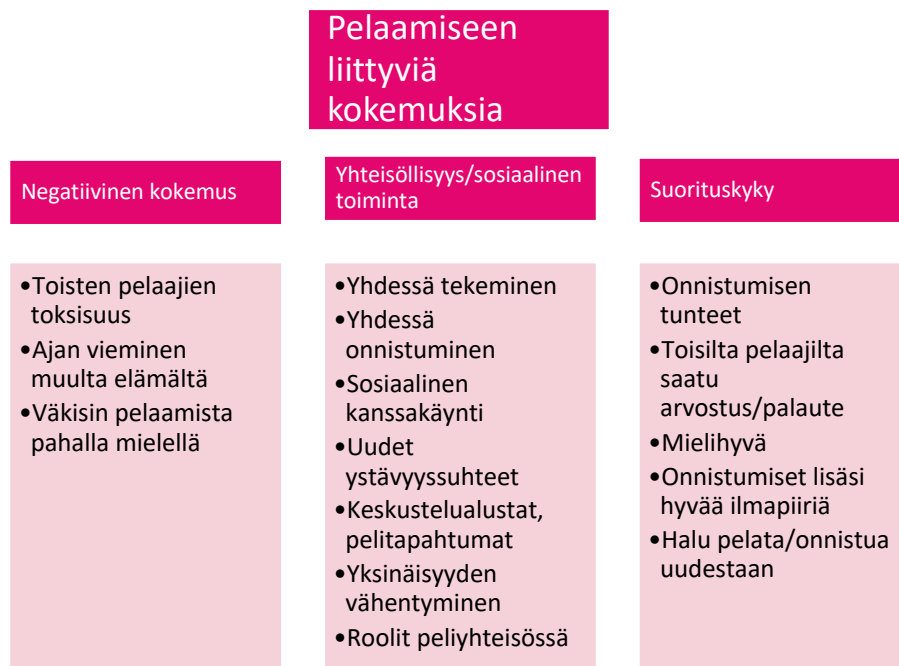 Pelaamiseen
liittyviä
kokemuksia
Negatiivinen kokemus
Yhteisöllisyys/sosiaalinen
toiminta
Suorituskyky
•Toisten pelaajien
toksisuus
•Ajan vieminen
muulta elämältä
•Väkisin pelaamista
pahalla mielellä
•Yhdessä tekeminen
•Yhdessä
onnistuminen
•Sosiaalinen
kanssakäynti
•Uudet
ystävyyssuhteet
•Keskustelualustat,
pelitapahtumat
•Yksinäisyyden
vähentyminen
•Roolit peliyhteisössä
•Onnistumisen
tunteet
•Toisilta pelaajilta
saatu
arvostus/palaute
•Mielihyvä
•Onnistumiset lisäsi
hyvää ilmapiiriä
•Halu pelata/onnistua
uudestaan